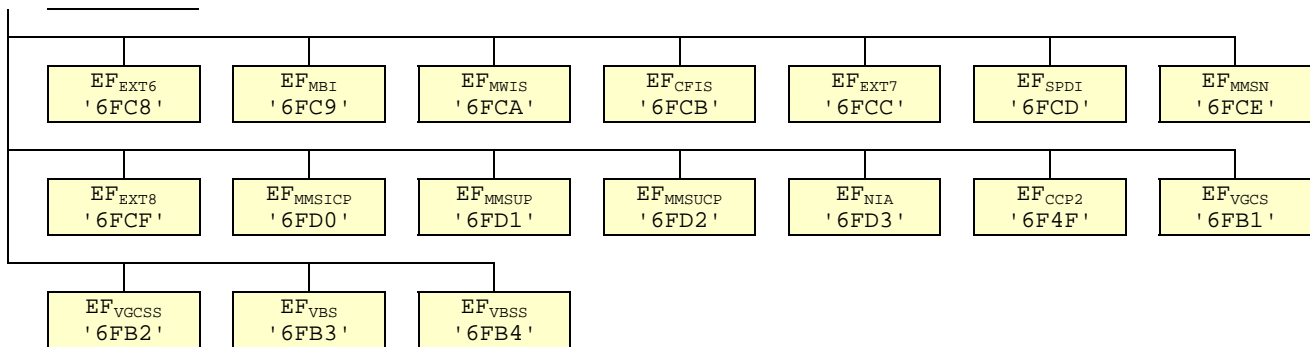 EFEXT6 EFMBI EFMWIS EFCFIS EFEXT7 EFSPDI EFMMSN
'6FC8' '6FC9' '6FCA' '6FCB' '6FCC' '6FCD' '6FCE'
EFEXT8 EFMMSICP EFMMSUP EFMMSUCP EFNIA EFCCP2 EFVGCS
'6FCF' '6FD0' '6FD1' '6FD2' '6FD3' '6F4F' '6FB1'
EFVGCSS EFVBS EFVBSS
'6FB2' '6FB3' '6FB4'